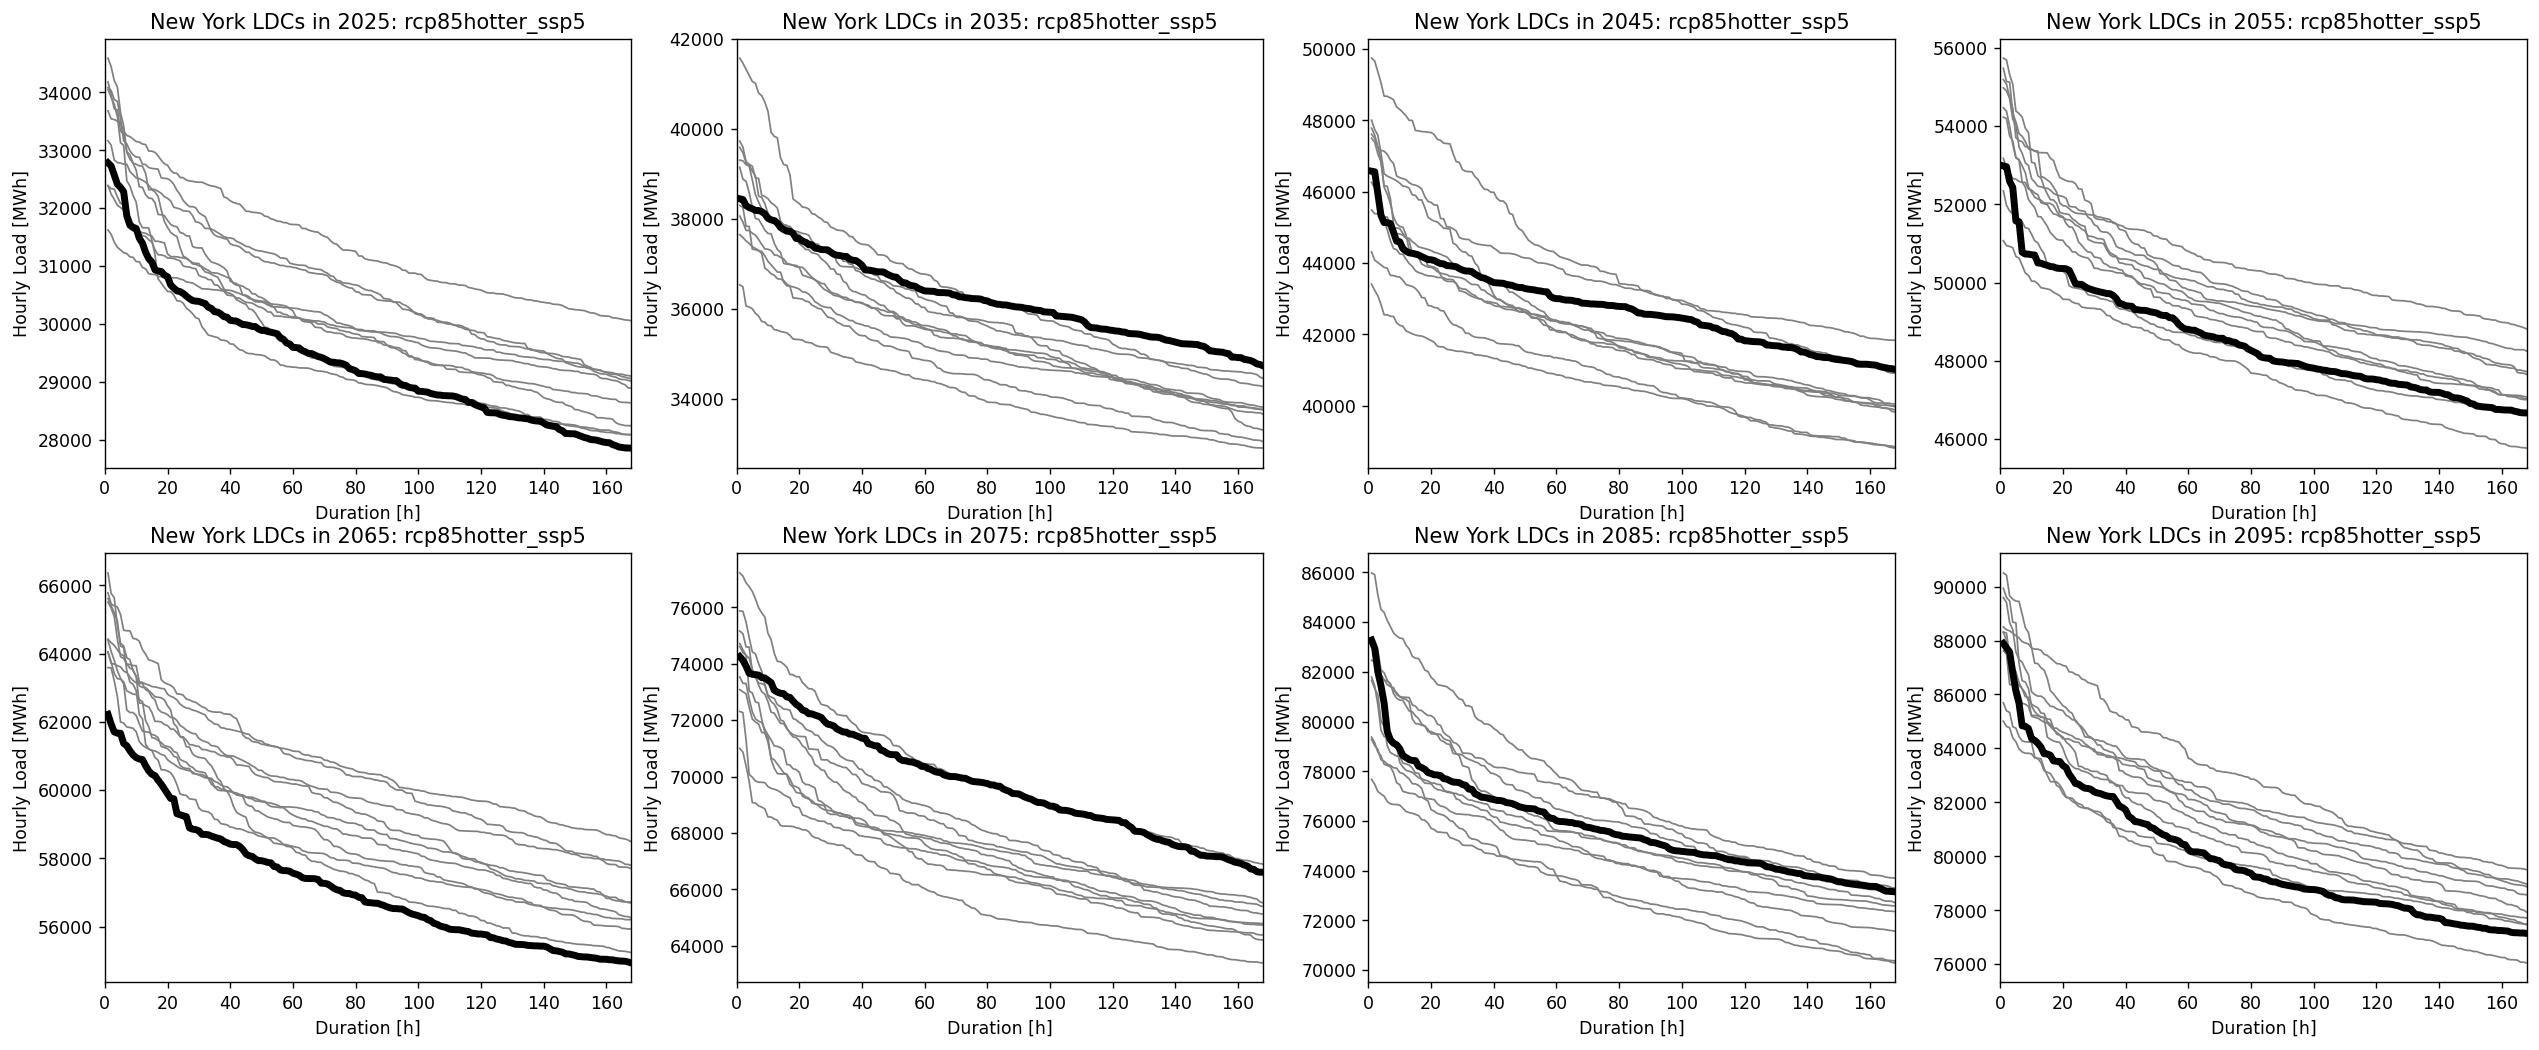 New York LDCs in 2025: rcp85hotter_ssp5
Hourly Load [MWh]
34000
33000
32000
31000
30000
29000
28000
0 20 40 60 80 100 120 140 160
Duration [h]
New York LDCs in 2035: rcp85hotter_ssp5
Hourly Load [MWh]
42000
40000
38000
36000
34000
0 20 40 60 80 100 120 140 160
Duration [h]
New York LDCs in 2045: rcp85hotter_ssp5
Hourly Load [MWh]
50000
48000
46000
44000
42000
40000
0 20 40 60 80 100 120 140 160
Duration [h]
New York LDCs in 2055: rcp85hotter_ssp5
Hourly Load [MWh]
56000
54000
52000
50000
48000
46000
0 20 40 60 80 100 120 140 160
Duration [h]
New York LDCs in 2065: rcp85hotter_ssp5
Hourly Load [MWh]
66000
64000
62000
60000
58000
56000
0 20 40 60 80 100 120 140 160
Duration [h]
New York LDCs in 2075: rcp85hotter_ssp5
Hourly Load [MWh]
76000
74000
72000
70000
68000
66000
64000
0 20 40 60 80 100 120 140 160
Duration [h]
New York LDCs in 2085: rcp85hotter_ssp5
Hourly Load [MWh]
86000
84000
82000
80000
78000
76000
74000
72000
70000
0 20 40 60 80 100 120 140 160
Duration [h]
New York LDCs in 2095: rcp85hotter_ssp5
Hourly Load [MWh]
90000
88000
86000
84000
82000
80000
78000
76000
0 20 40 60 80 100 120 140 160
Duration [h]